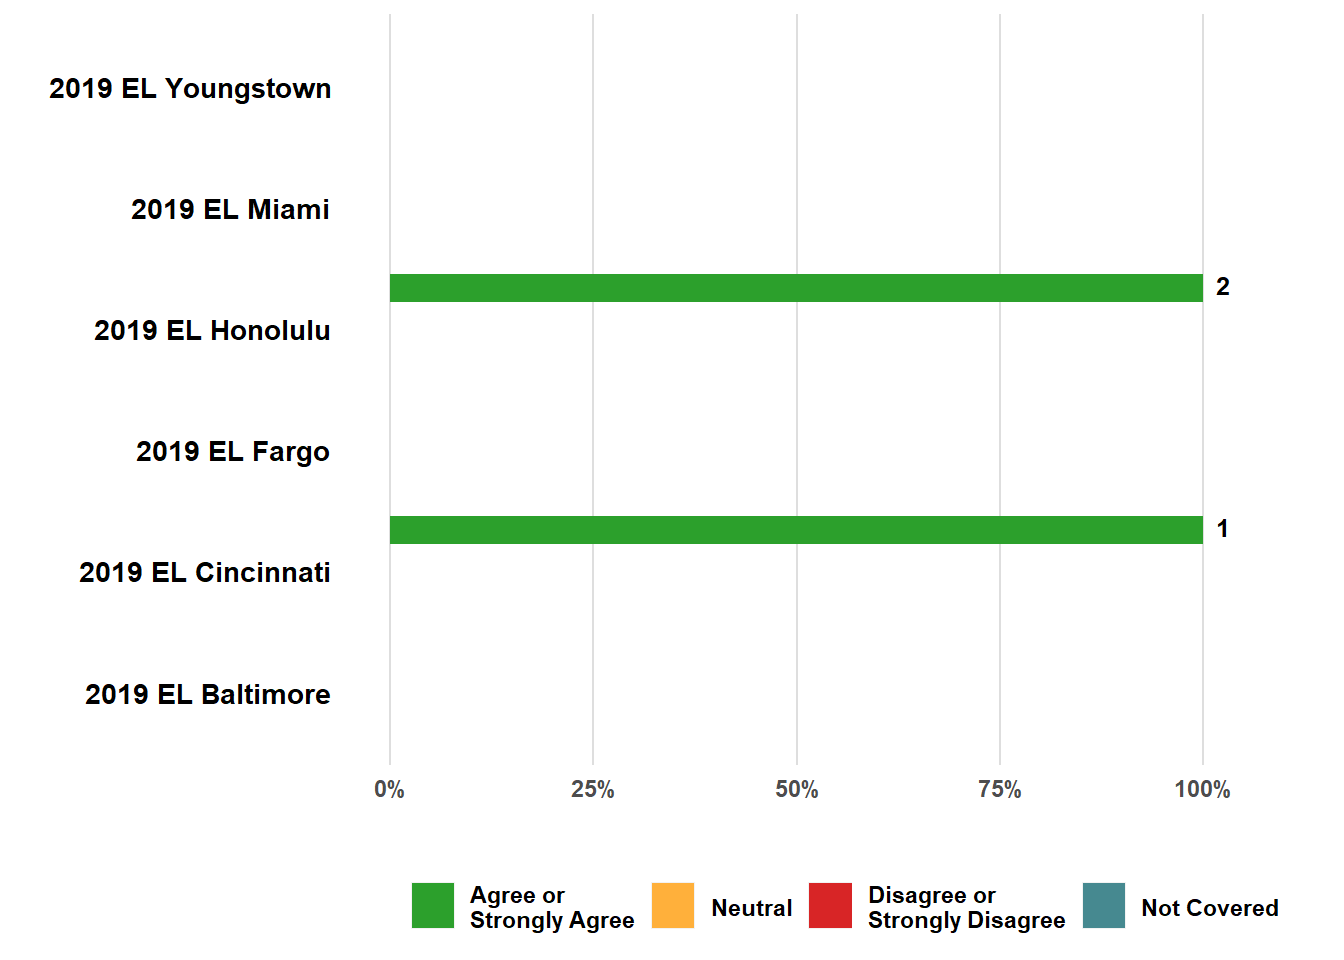 2019 EL Youngstown
2019 EL Miami
2
2019 EL Honolulu
2019 EL Fargo
1
2019 EL Cincinnati
2019 EL Baltimore
0% 25% 50% 75% 100%
Agree or
Strongly Agree
Neutral
Disagree or
Strongly Disagree
Not Covered